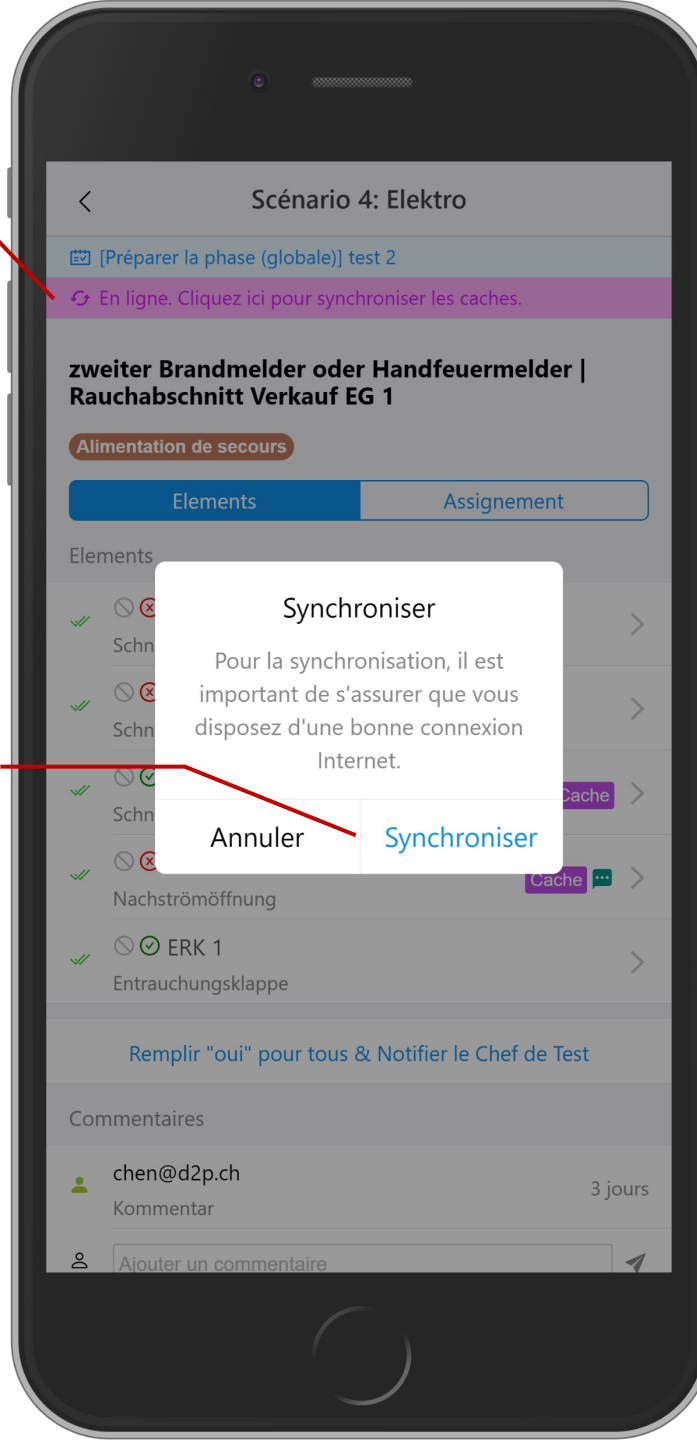 Scénario 4: Elektro
[Préparer la phase (globale)] test 2
En ligne. Cliquez ici pour synchroniser les caches.
zweiter Brandmelder oder Handfeuermelder |
Rauchabschnitt Verkauf EG 1
Alimentation de secours
Elements
Assignement
Elements
Synchroniser
Pour la synchronisation, il est
important de s'assurer que vous
disposez d'une bonne connexion
Internet.
Annuler
Synchroniser
Schn
Schn
Schn
Cache
Cache
Nachströmöffnung
ERK 1
Entrauchungsklappe
Remplir "oui" pour tous & Notifier le Chef de Test
Commentaires
chen@d2p.ch
3 jours
Kommentar
Ajouter un commentaire